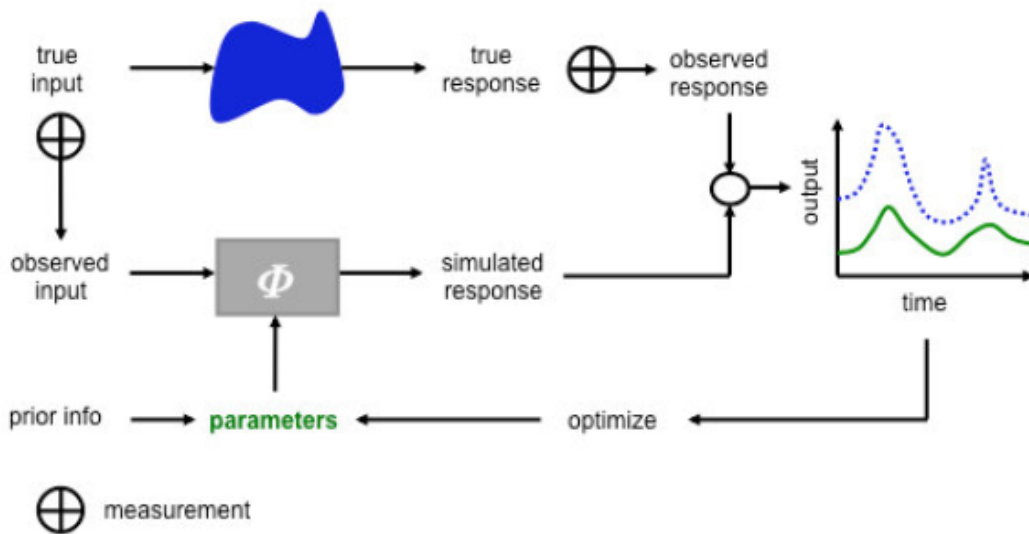 true
input
true
response
observed
response
output
time
observed
input
Φ
simulated
response
prior info
parameters
optimize
measurement